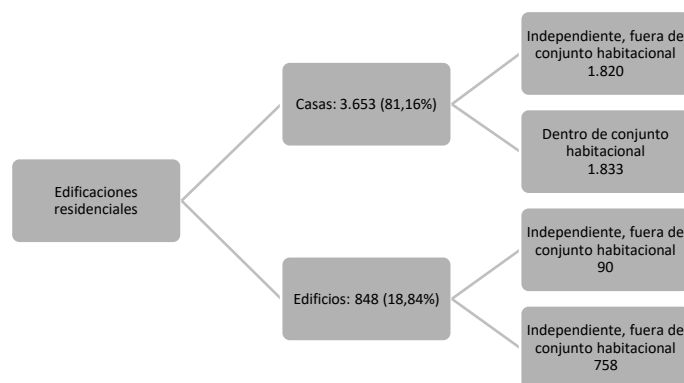 Edificaciones
residenciales
Casas: 3.653 (81,16%)
Independiente, fuera de
conjunto habitacional
1.820
Dentro de conjunto
habitacional
1.833
Edificios: 848 (18,84%)
Independiente, fuera de
conjunto habitacional
90
Independiente, fuera de
conjunto habitacional
758